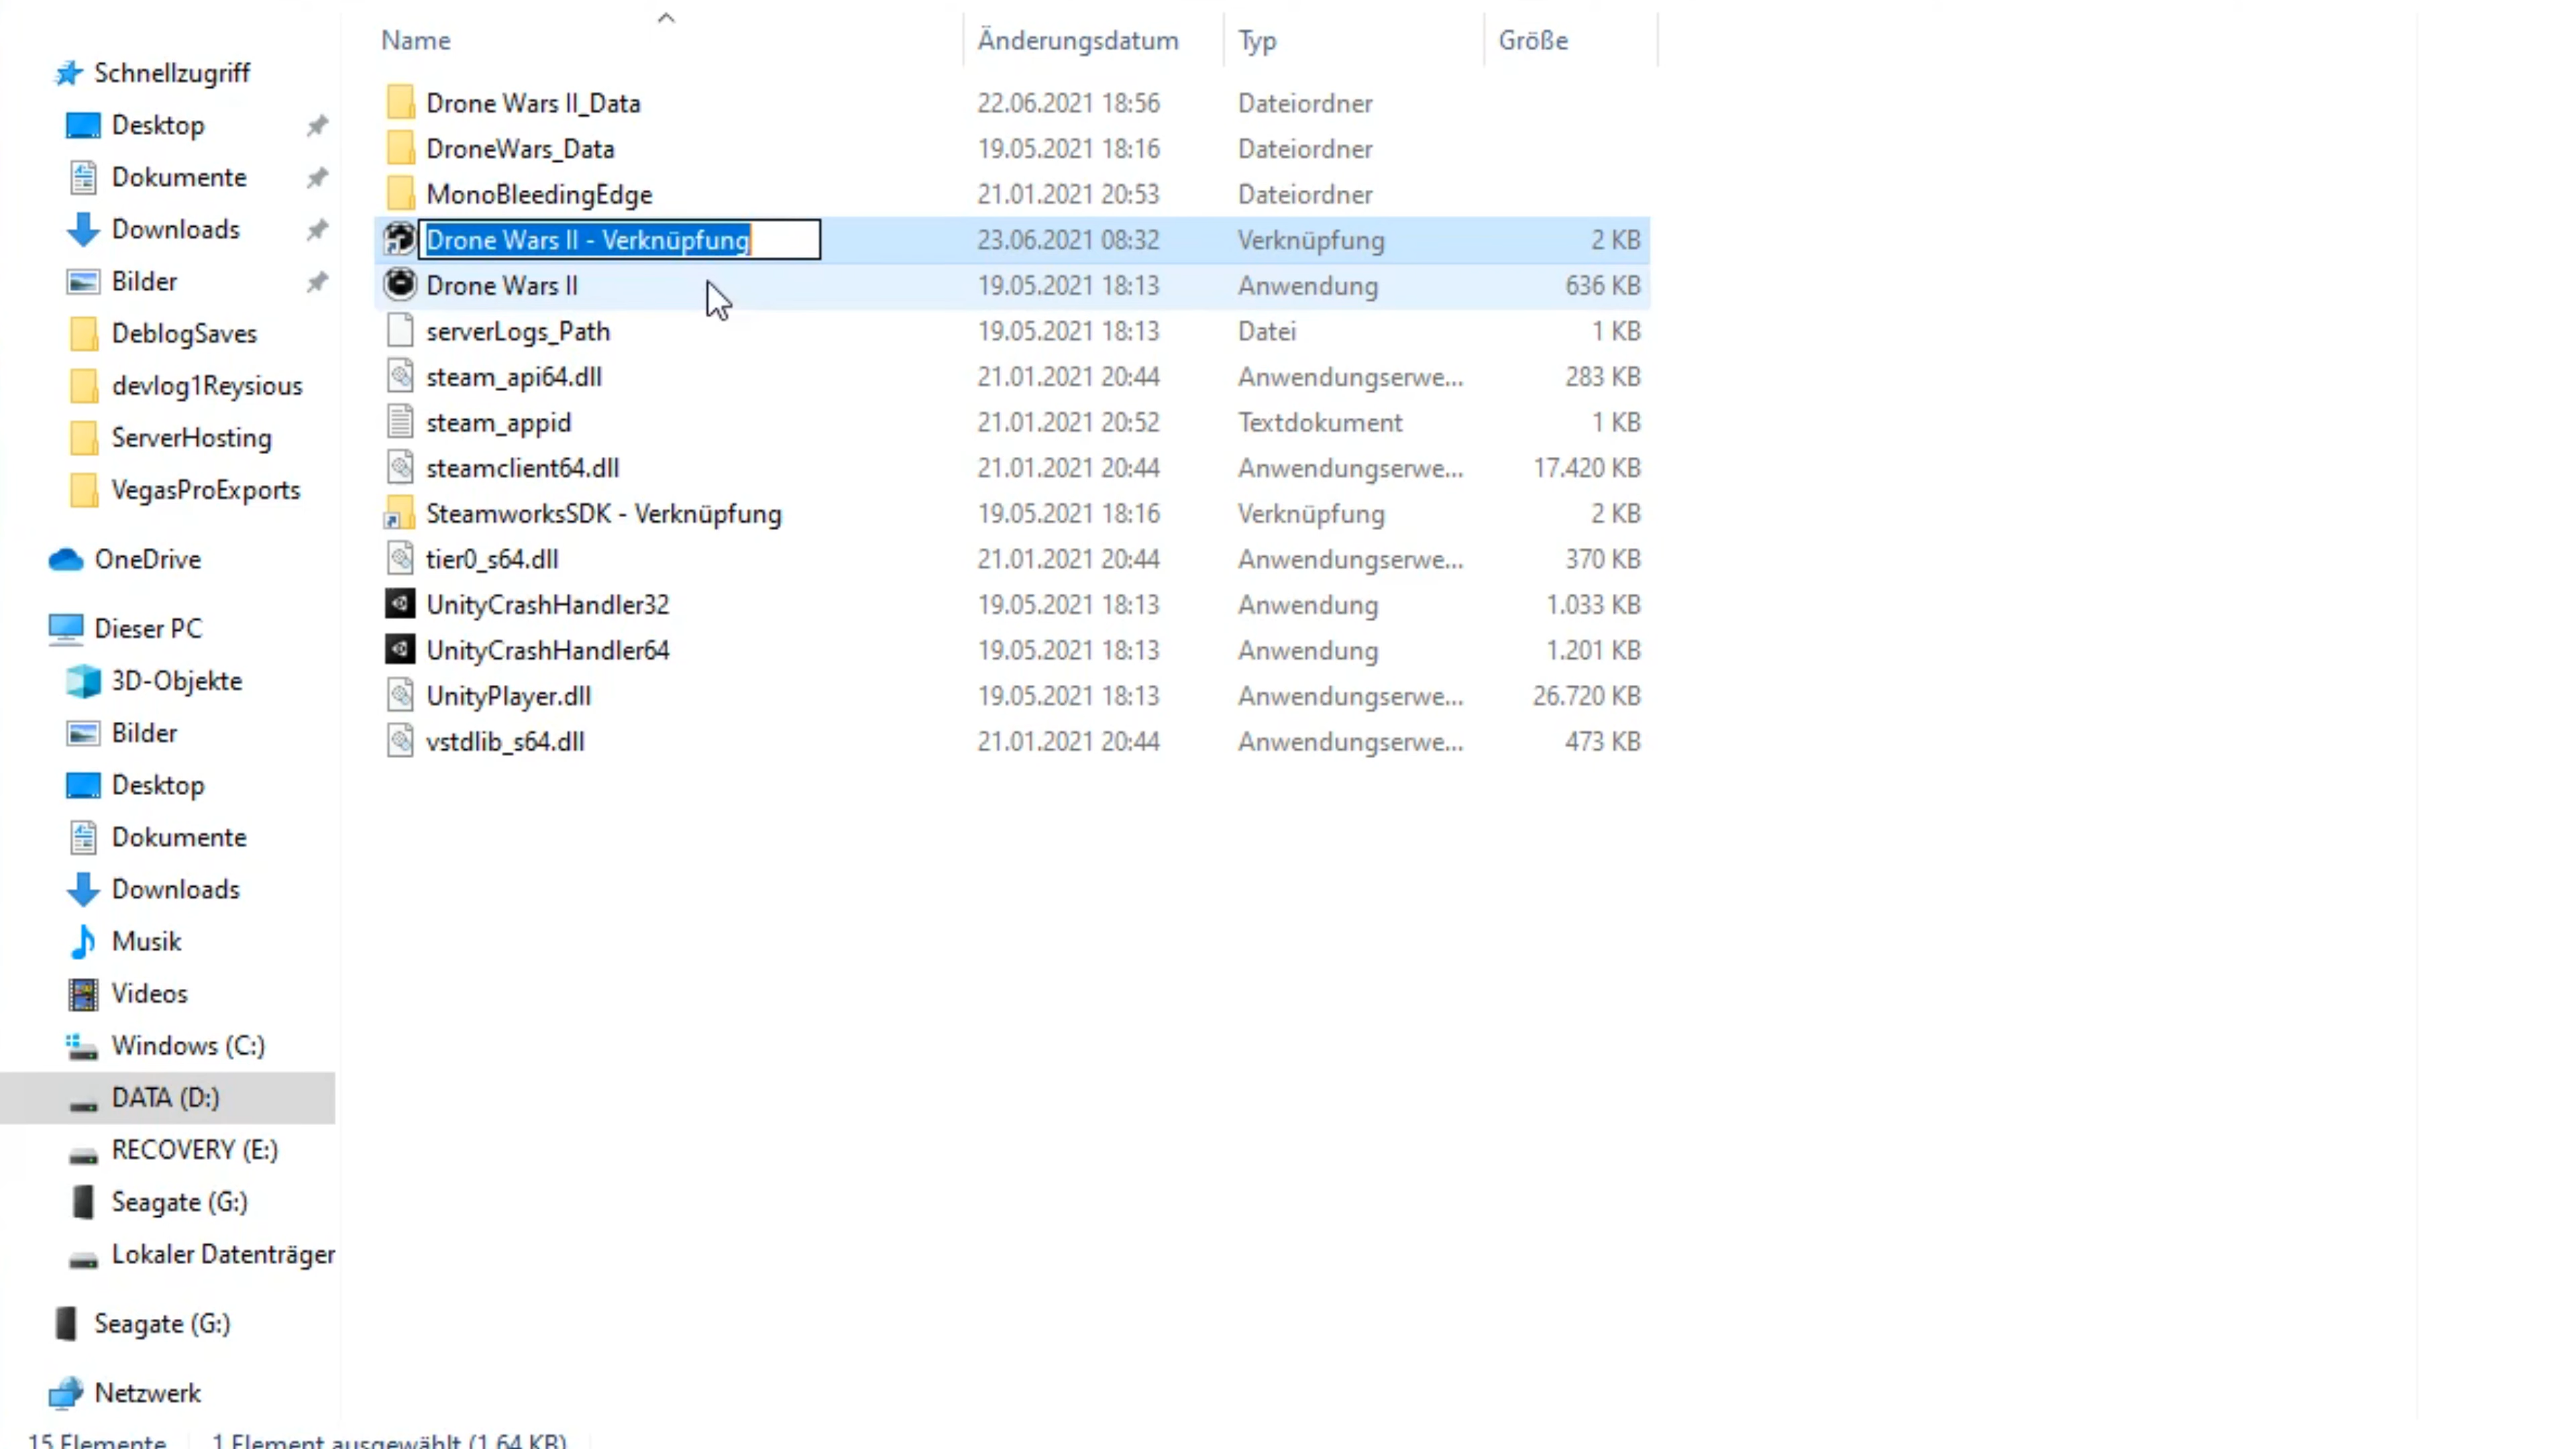 Name Änderungsdatum Typ Größe
Schnellzugriff
Desktop
Dokumente
Downloads
Bilder
DeblogSaves
devlog1Reysious
ServerHosting
VegasProExports
OneDrive
Dieser PC
3D-Objekte
Bilder
Desktop
Dokumente
Downloads
Musik
Videos
Windows (C:)
DATA (D:)
RECOVERY (E:)
Seagate (G:)
Lokaler Datenträger
Seagate (G:)
Netzwerk
Drone Wars II_Data 22.06.2021 18:56 Dateiordner
DroneWars_Data 19.05.2021 18:16 Dateiordner
MonoBleedingEdge 21.01.2021 20:53 Dateiordner
Drone Wars II - Verknüpfung 23.06.2021 08:32 Verknüpfung 2 KB
Drone Wars II 19.05.2021 18:13 Anwendung 636 KB
serverLogs_Path 19.05.2021 18:13 Datei 1 KB
steam_api64.dll 21.01.2021 20:44 Anwendungserwe... 283 KB
steam_appid 21.01.2021 20:52 Textdokument 1 KB
steamclient64.dll 21.01.2021 20:44 Anwendungserwe... 17.420 KB
SteamworksSDK - Verknüpfung 19.05.2021 18:16 Verknüpfung 2 KB
tier0_s64.dll 21.01.2021 20:44 Anwendungserwe... 370 KB
UnityCrashHandler32 19.05.2021 18:13 Anwendung 1.033 KB
UnityCrashHandler64 19.05.2021 18:13 Anwendung 1.201 KB
UnityPlayer.dll 19.05.2021 18:13 Anwendungserwe... 26.720 KB
vstdlib_s64.dll 21.01.2021 20:44 Anwendungserwe... 473 KB
15 Elemente 1 Element ausgewählt (1,64 KB)